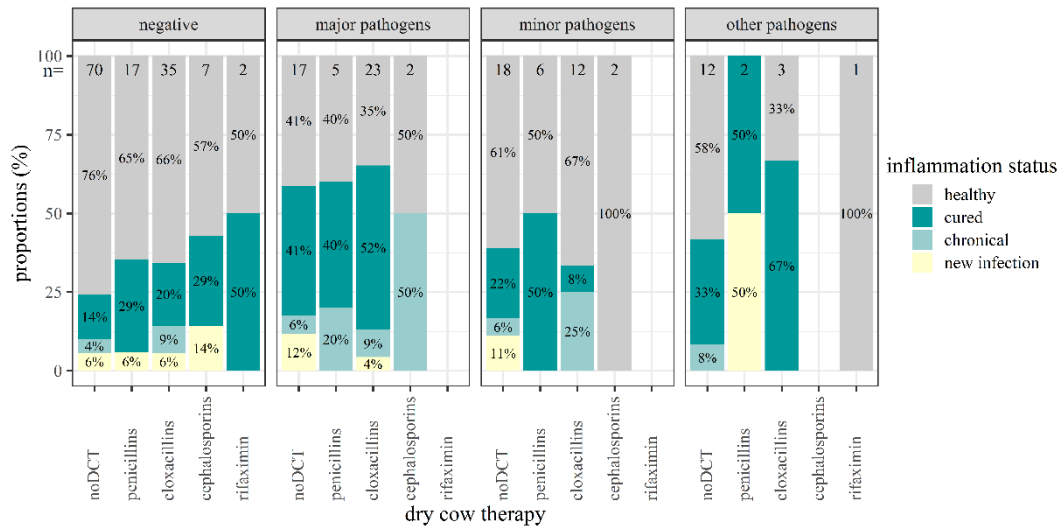 negative major pathogens minor pathogens other pathogens
100
n= 70 17 35 7 2 17 5 23 2 18 6 12 2 12 2 3 1
75
50
25
0
76% 14% 4% 6%
65% 29% 6%
66% 20% 9% 6%
57% 29% 14%
50% 50%
41% 41% 6% 12%
40% 40% 20%
35% 52% 9% 4%
50% 50%
61% 22% 6% 11%
50% 50%
67% 8% 25%
100%
58% 33% 8%
50% 50%
33% 67%
100%
proportions (%)
noDCT penicillins cloxacillins cephalosporins rifaximin
noDCT penicillins cloxacillins cephalosporins rifaximin
noDCT penicillins cloxacillins cephalosporins rifaximin
noDCT penicillins cloxacillins cephalosporins rifaximin
dry cow therapy
inflammation status
healthy
cured
chronical
new infection